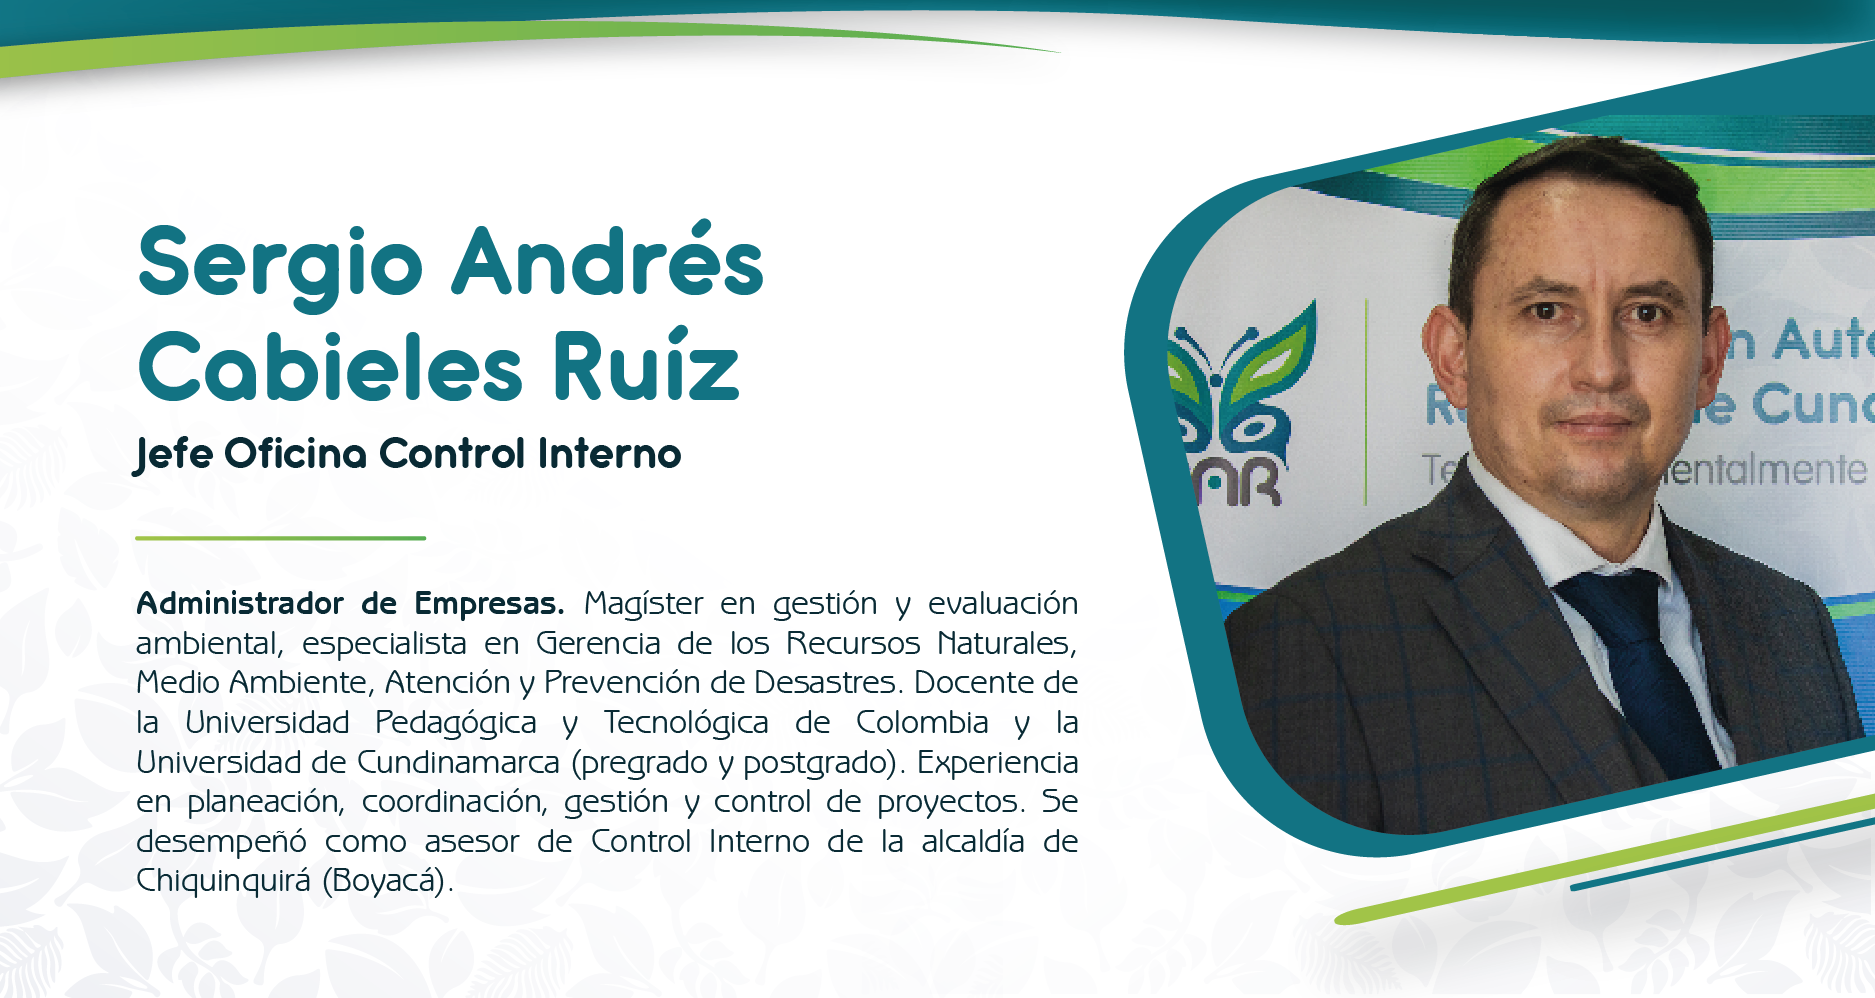 Sergio Andrés
Cabieles Ruíz
Jefe Oficina Control Interno
Administrador de Empresas. Magíster en gestión y evaluación
ambiental, especialista en Gerencia de los Recursos Naturales,
Medio Ambiente, Atención y Prevención de Desastres. Docente de
la Universidad Pedagógica y Tecnológica de Colombia y la
Universidad de Cundinamarca (pregrado y postgrado). Experiencia
en planeación, coordinación, gestión y control de proyectos. Se
desempeñó como asesor de Control Interno de la alcaldía de
Chiquinquirá (Boyacá).